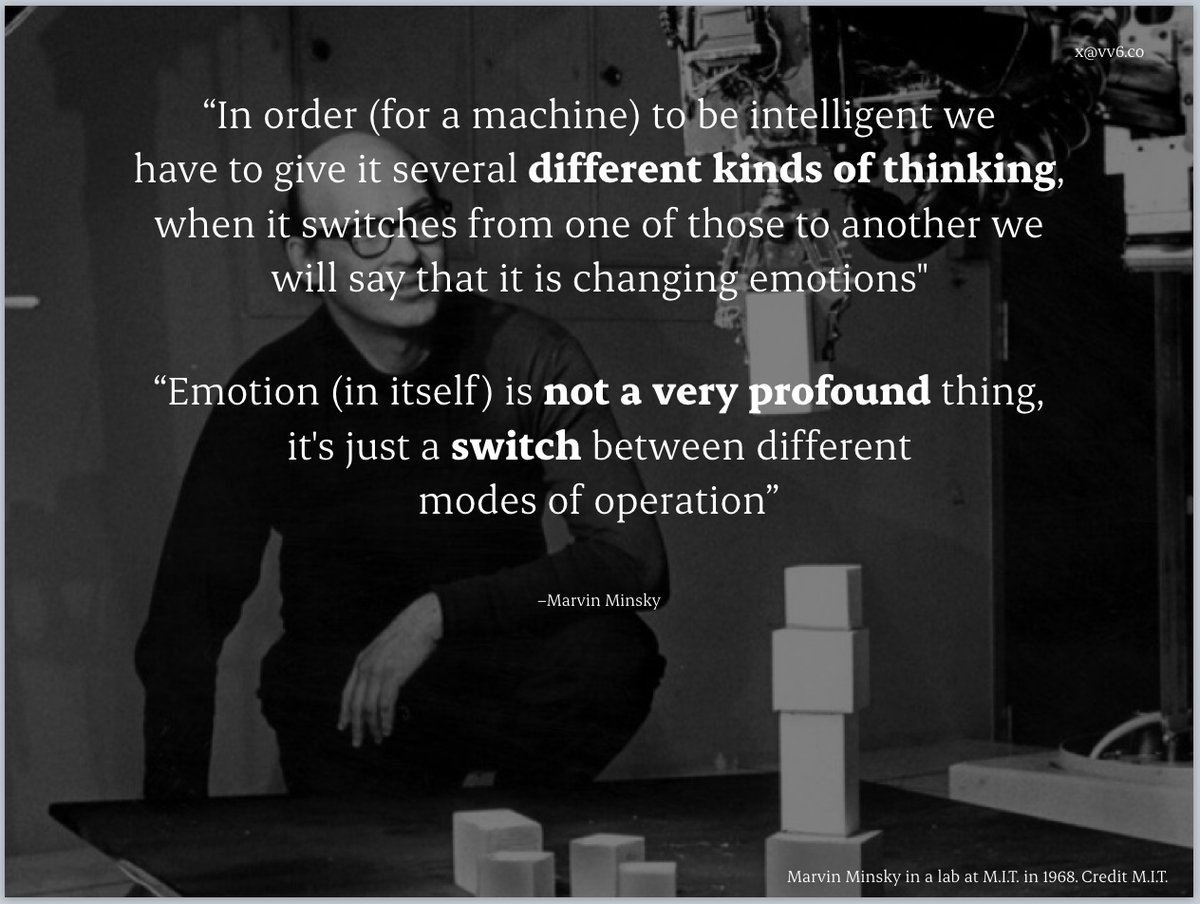 x@vv6.co
“In order (for a machine) to be intelligent we
have to give it several different kinds of thinking,
when it switches from one of those to another we
will say that it is changing emotions"
“Emotion (in itself) is not a very profound thing,
it's just a switch between different
modes of operation”
–Marvin Minsky
Marvin Minsky in a lab at M.I.T. in 1968. Credit M.I.T.